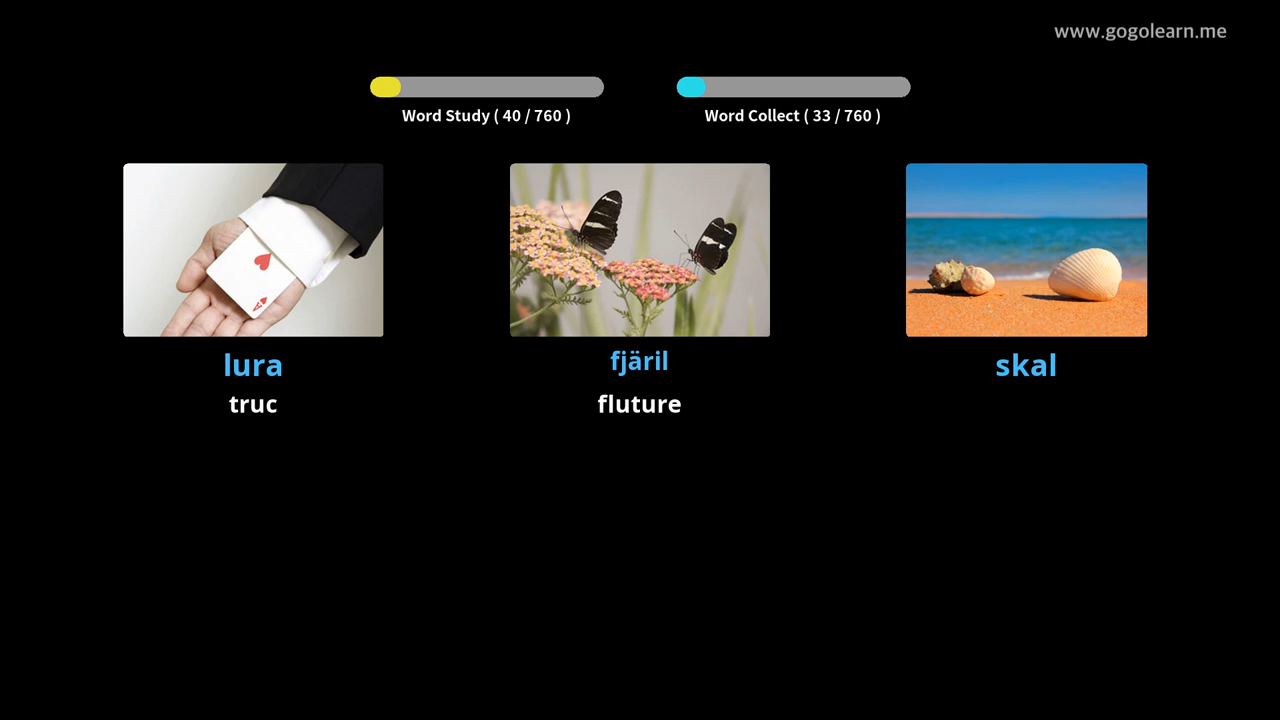 www.gogolearn.me
Word Study ( 40 / 760 )
Word Collect ( 33 / 760 )
lura
fjäril
skal
truc
fluture